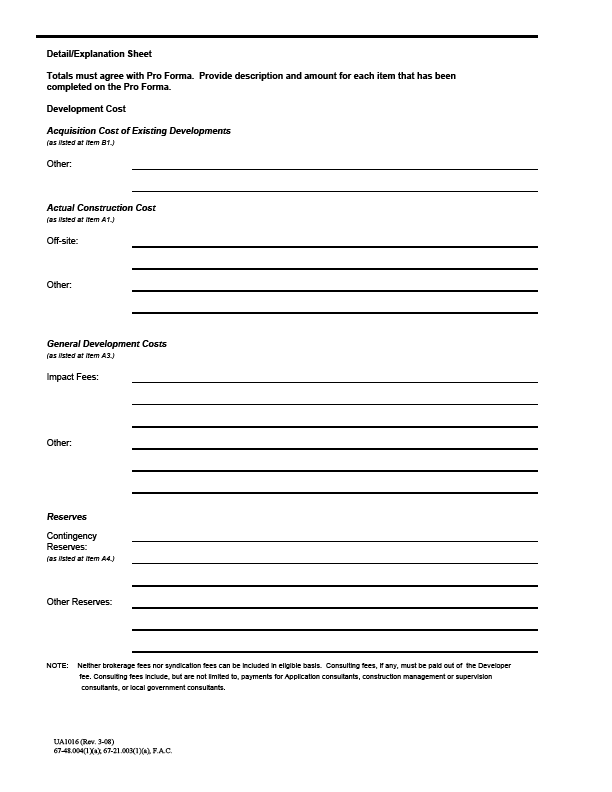 Detail/Explanation Sheet
Totals must agree with Pro Forma.  Provide description and amount for each item that has been
completed on the Pro Forma.
Development Cost
Acquisition Cost of Existing Developments
(as listed at Item B1.)
Other:
Actual Construction Cost
(as listed at Item A1.)
Off-site:
Other:
General Development Costs
(as listed at Item A3.)
Impact Fees:
Other:
Reserves
Contingency
Reserves:
(as listed at Item A4.)
Other Reserves:
NOTE: Neither brokerage fees nor syndication fees can be included in eligible basis.  Consulting fees, if any, must be paid out of  the Developer
fee. Consulting fees include, but are not limited to, payments for Application consultants, construction management or supervision
consultants, or local government consultants.
UA1016 (Rev. 3-08)
67-48.004(1)(a); 67-21.003(1)(a), F.A.C.